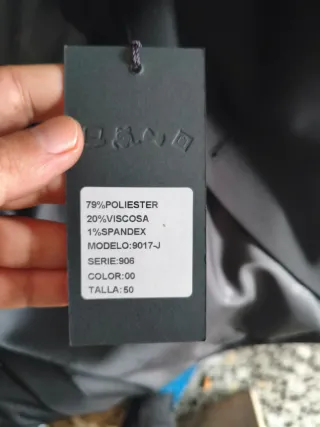 79%POLIESTER
20%VISCOSA
1%SPANDEX
MODELO:9017-J
SERIE:906
COLOR:00
TALLA:50